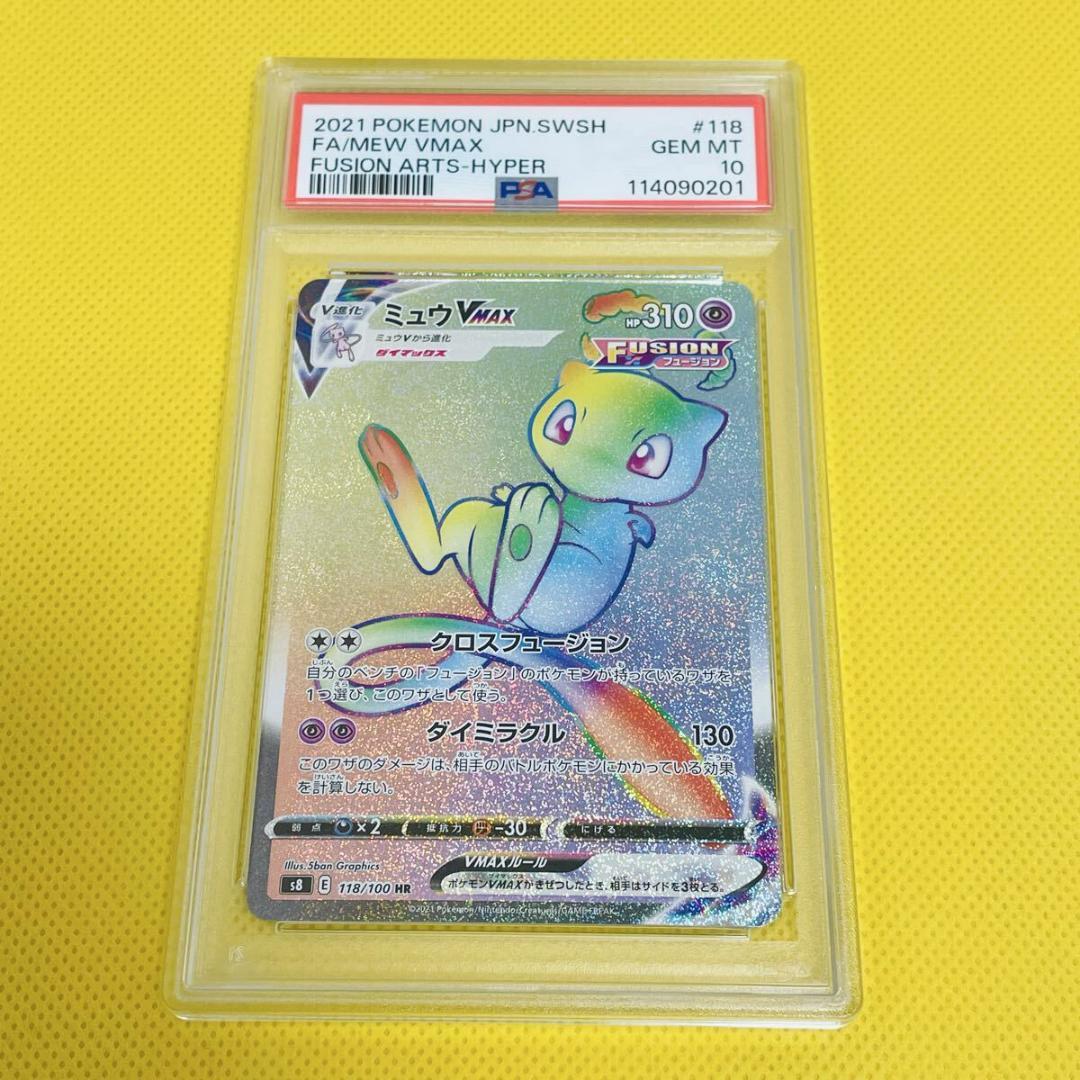 2021 POKEMON JPN.SWSH #118
FA/MEW VMAX GEM MT
FUSION ARTS-HYPER 10
PSA 114090201
V進化 ミュウVMAX HP310
ミュウVから進化
ダイマックス
FUSION
フュージョン
クロスフュージョン
自分のベンチの「フュージョン」のポケモンが持っているワザを
1つ選び、このワザとして使う。
ダイミラクル 130
このワザのダメージは、相手のバトルポケモンにかかっている効果
を計算しない。
弱点 ×2 抵抗力 -30 にげる
Illus. 5ban Graphics
VMAXルール
s8 E 118/100 HR
ポケモンVMAXがきぜつしたとき、相手はサイドを3枚とる。
©2021 Pokémon/Nintendo/Creatures/GAME FREAK